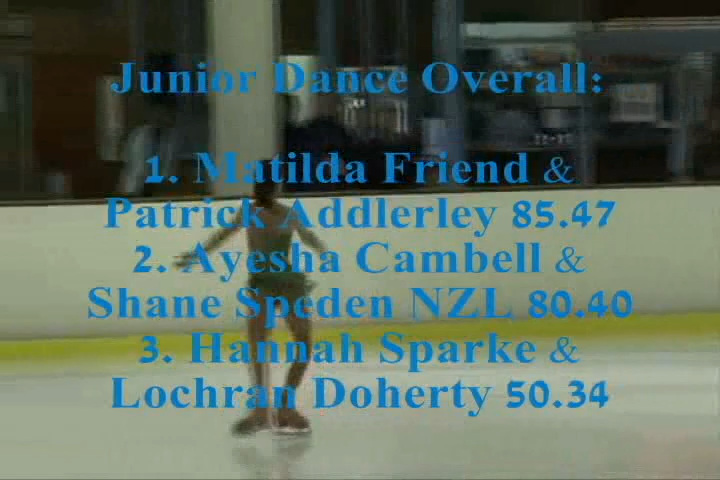 Junior Dance Overall:
1. Matilda Friend &
Patrick Addlerley 85.47
2. Ayesha Cambell &
Shane Speden NZL 80.40
3. Hannah Sparke &
Lochran Doherty 50.34